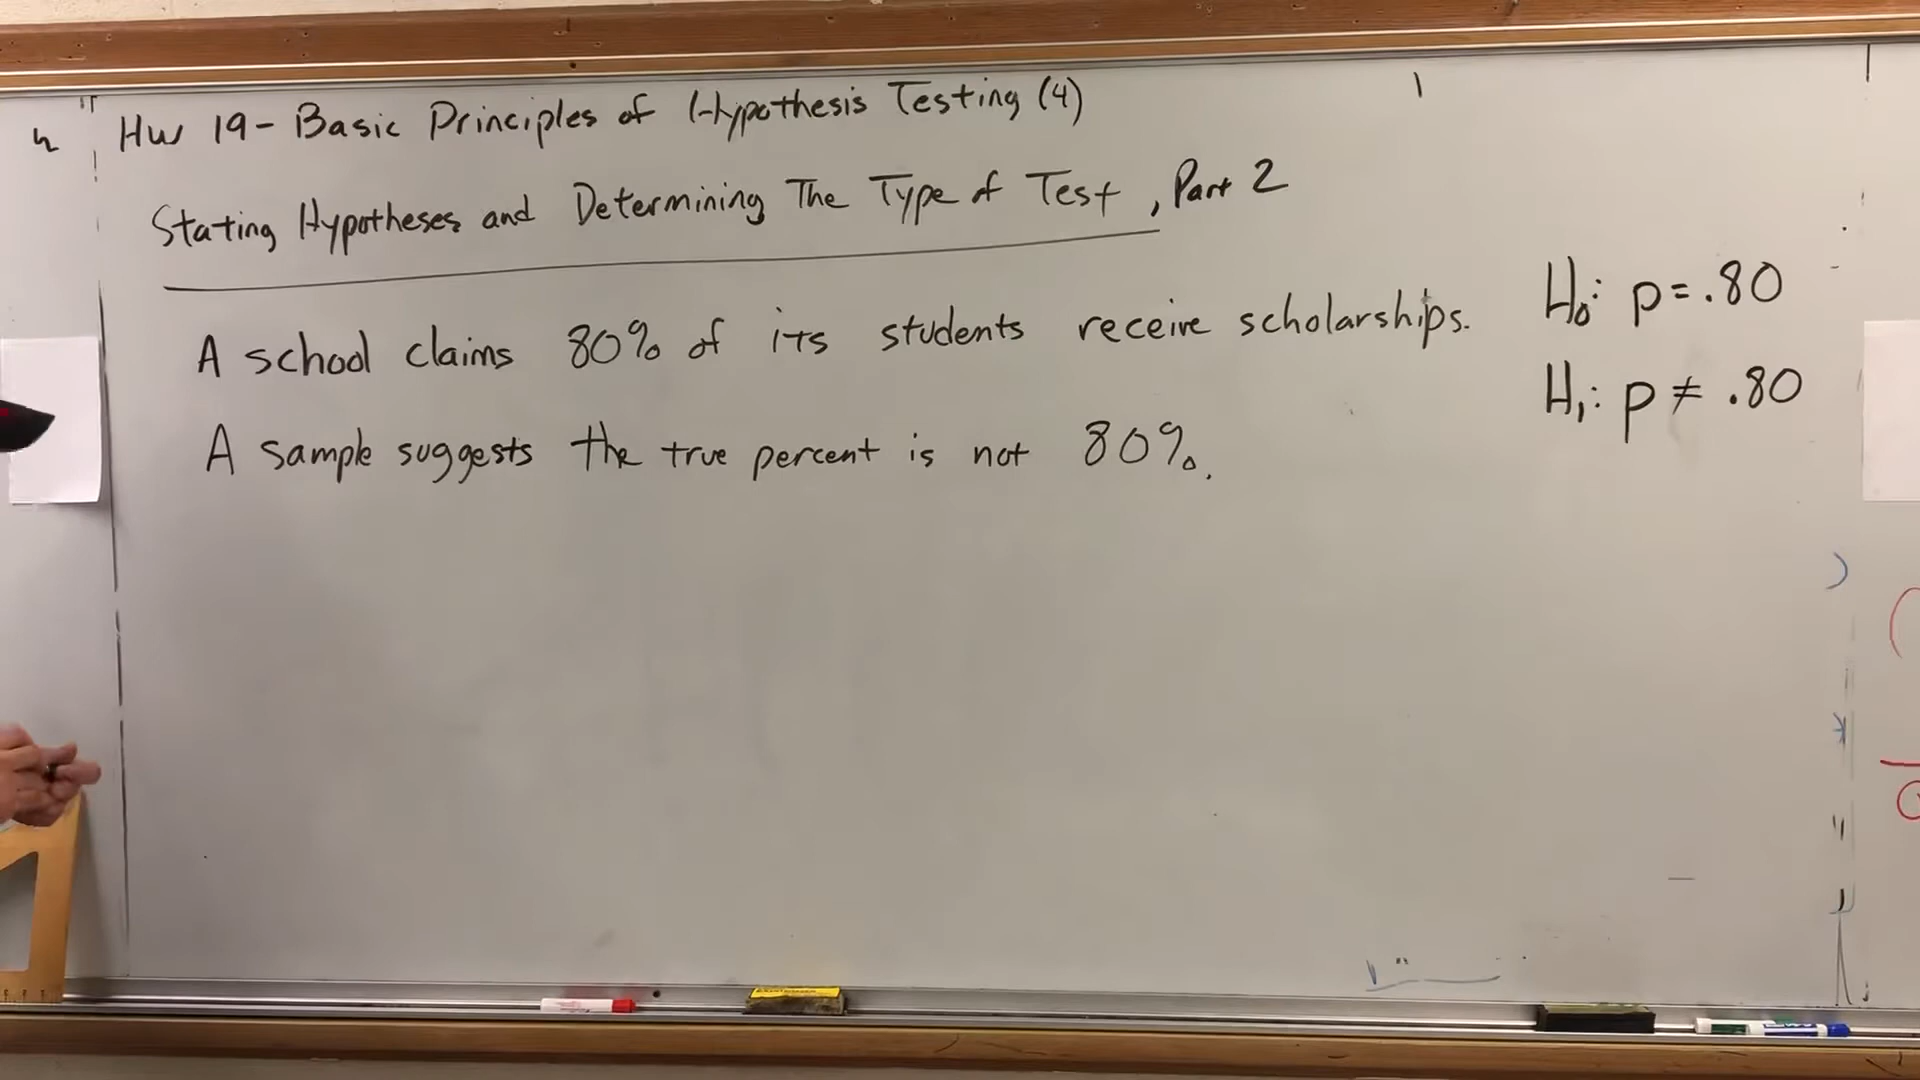 HW 19 - Basic Principles of Hypothesis Testing (4)
Stating Hypotheses and Determining The Type of Test, Part 2
A school claims 80% of its students receive scholarships.
A sample suggests the true percent is not 80%.
H₀: p = .80
H₁: p ≠ .80